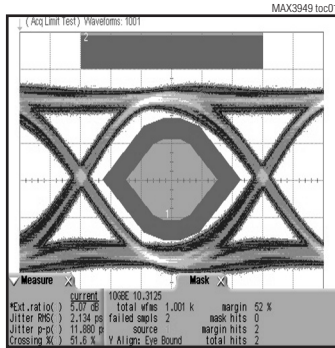 MAX3949 toc01
( Acq Limit Test ) Waveforms: 1001
2
1
Measure
Mask
current
*Ext.ratio( ) 5.07 dB
Jitter RMS( ) 2.134 ps
Jitter p-p( ) 11.880 p
Crossing %( ) 51.6 %
10GBE 10.3125
total wfms 1.001 k margin 52 %
failed smpls 2 mask hits 0
source margin hits 2
Y Align: Eye Bound total hits 2